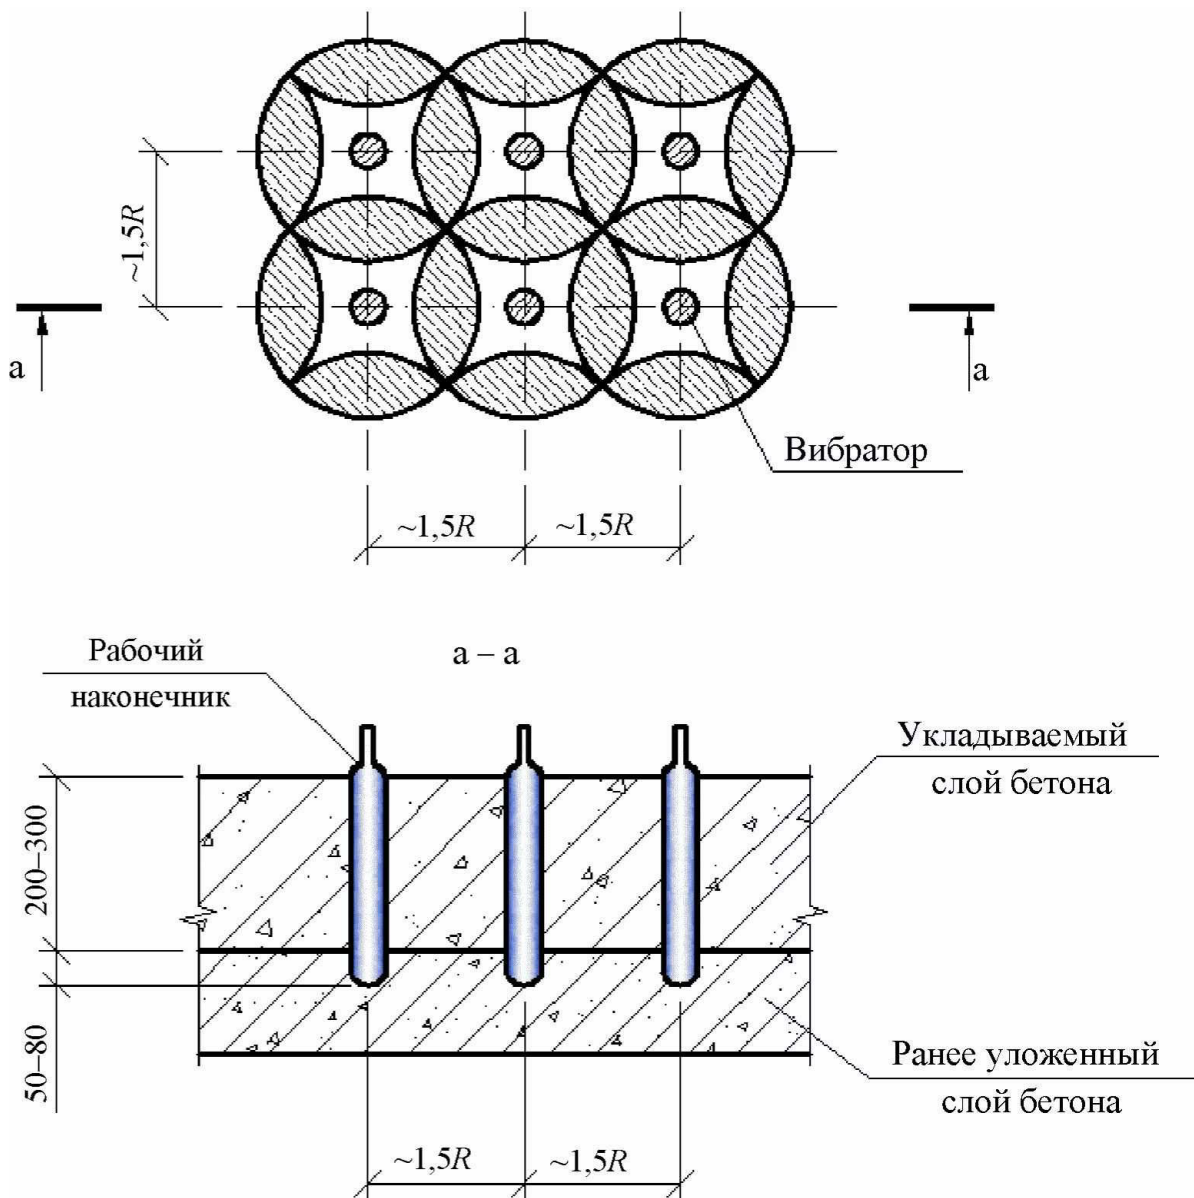 ~1,5R
а
а
Вибратор
~1,5R
~1,5R
Рабочий
наконечник
а – а
Укладываемый
слой бетона
200–300
50–80
Ранее уложенный
слой бетона
~1,5R
~1,5R